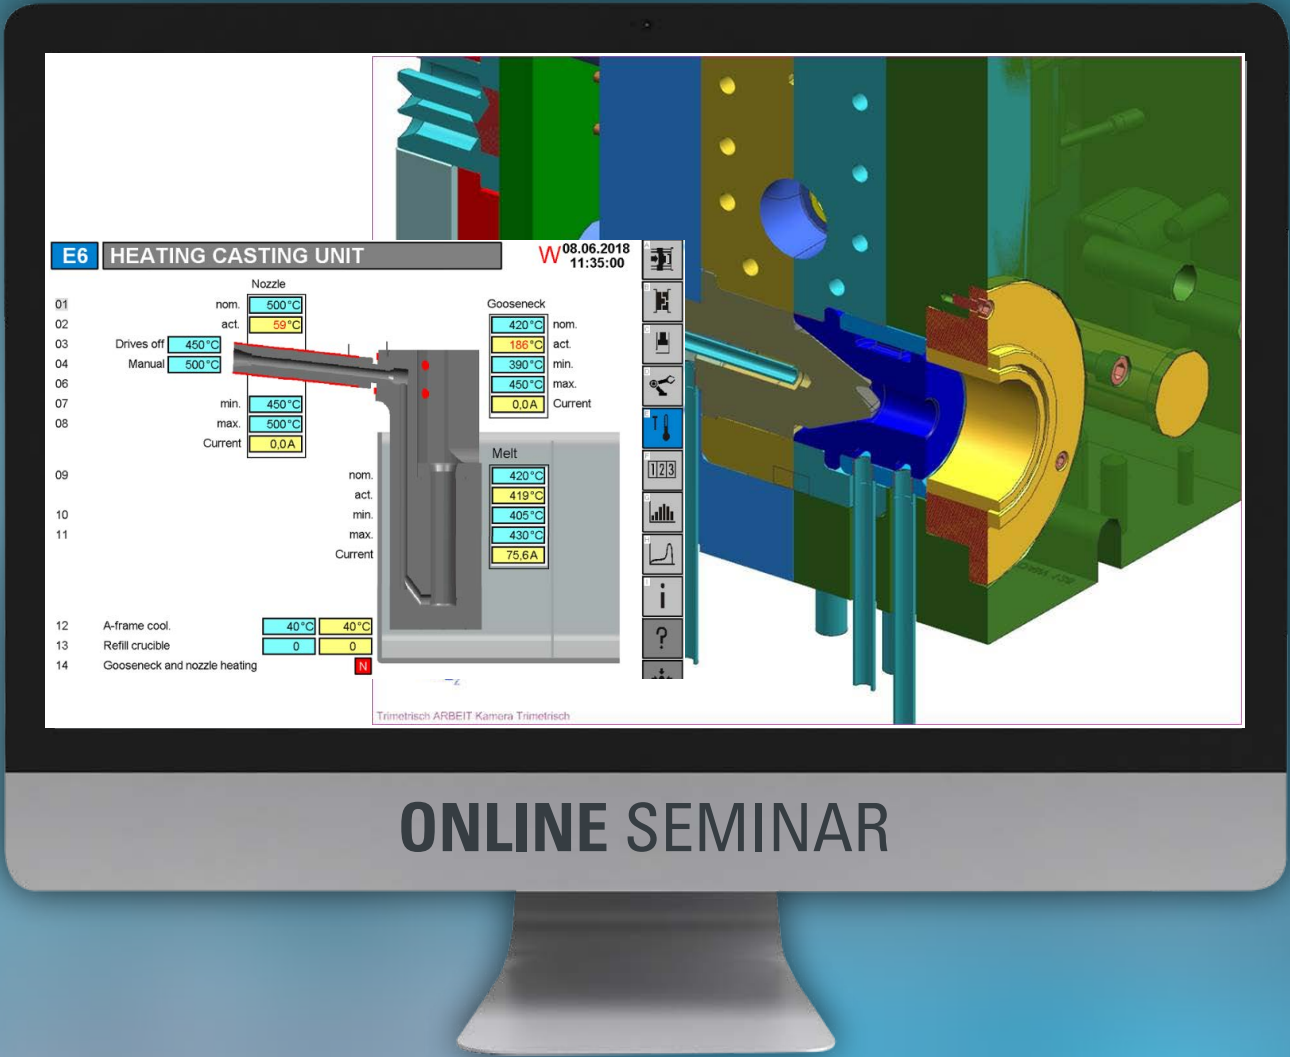 E6 HEATING CASTING UNIT W 08.06.2018
11:35:00
Nozzle
01 nom. 500°C
02 act. 59°C
03 Drives off 450°C
04 Manual 500°C
06
07 min. 450°C
08 max. 500°C
Current 0,0A
Gooseneck
420°C nom.
186°C act.
390°C min.
450°C max.
0,0A Current
Melt
09 nom. 420°C
act. 419°C
10 min. 405°C
11 max. 430°C
Current 75,6A
12 A-frame cool. 40°C 40°C
13 Refill crucible 0 0
14 Gooseneck and nozzle heating N
T
123
i
?
Z
Trimetrisch ARBEIT Kamera Trimetrisch
ONLINE SEMINAR